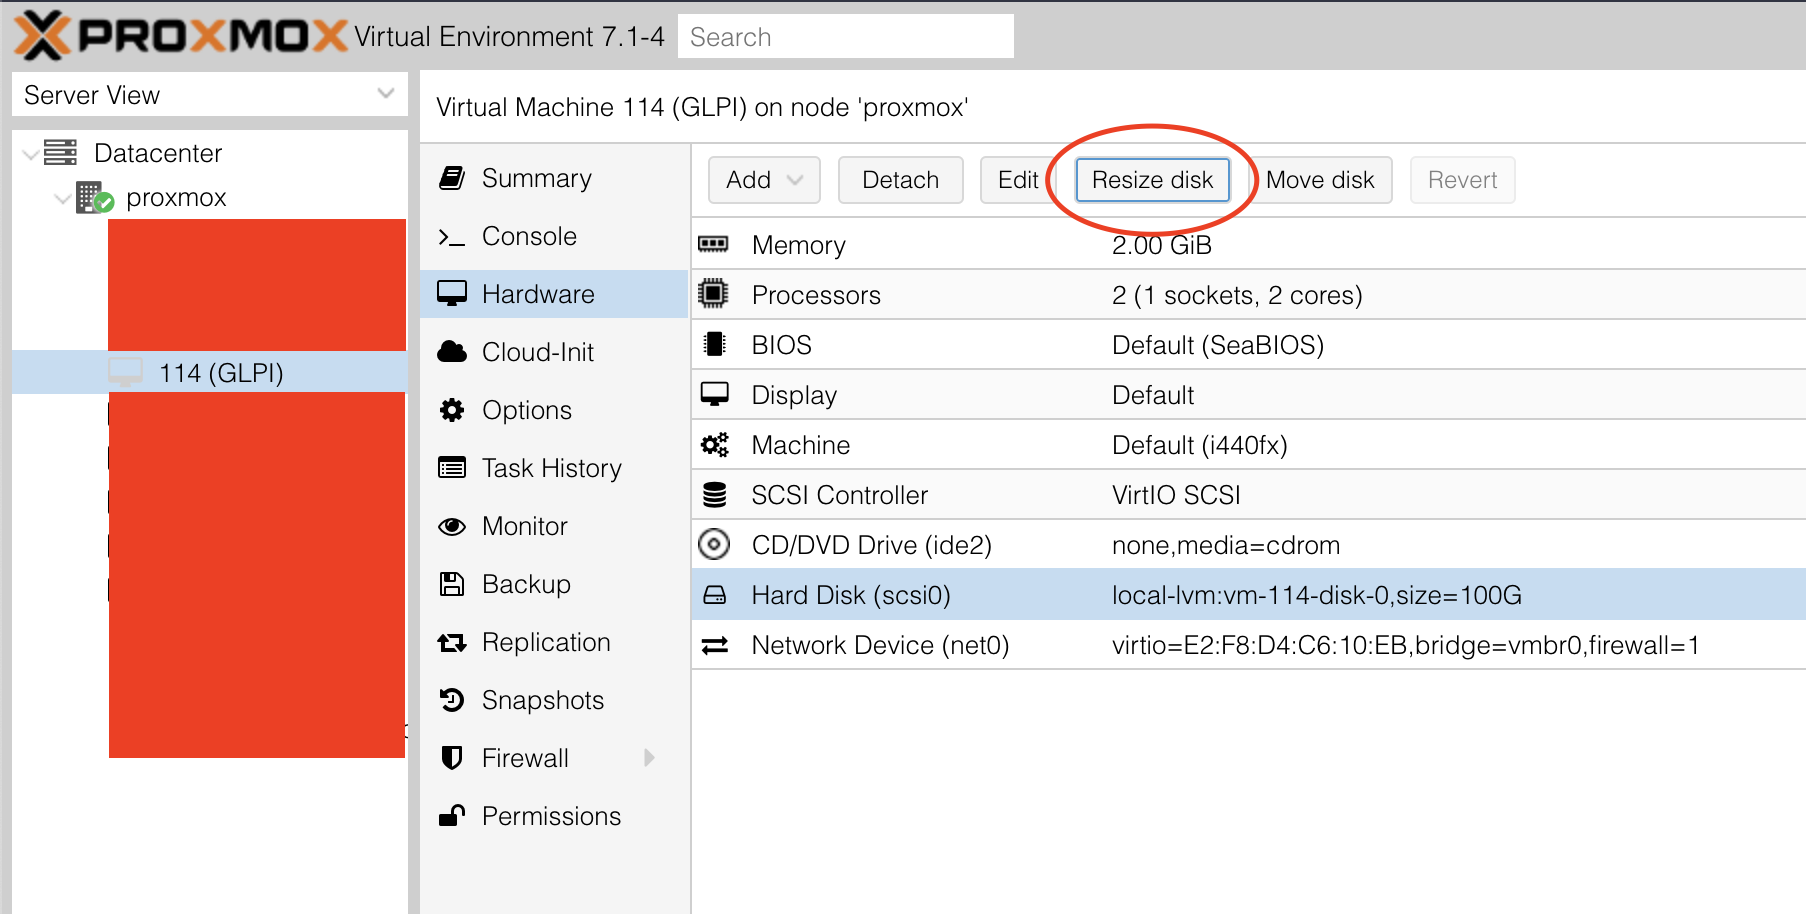 PROXMOX Virtual Environment 7.1-4 Search
Server View
Datacenter
proxmox
114 (GLPI)
Virtual Machine 114 (GLPI) on node 'proxmox'
Summary
Console
Hardware
Cloud-Init
Options
Task History
Monitor
Backup
Replication
Snapshots
Firewall
Permissions
Add Detach Edit Resize disk Move disk Revert
Memory 2.00 GiB
Processors 2 (1 sockets, 2 cores)
BIOS Default (SeaBIOS)
Display Default
Machine Default (i440fx)
SCSI Controller VirtIO SCSI
CD/DVD Drive (ide2) none,media=cdrom
Hard Disk (scsi0) local-lvm:vm-114-disk-0,size=100G
Network Device (net0) virtio=E2:F8:D4:C6:10:EB,bridge=vmbr0,firewall=1